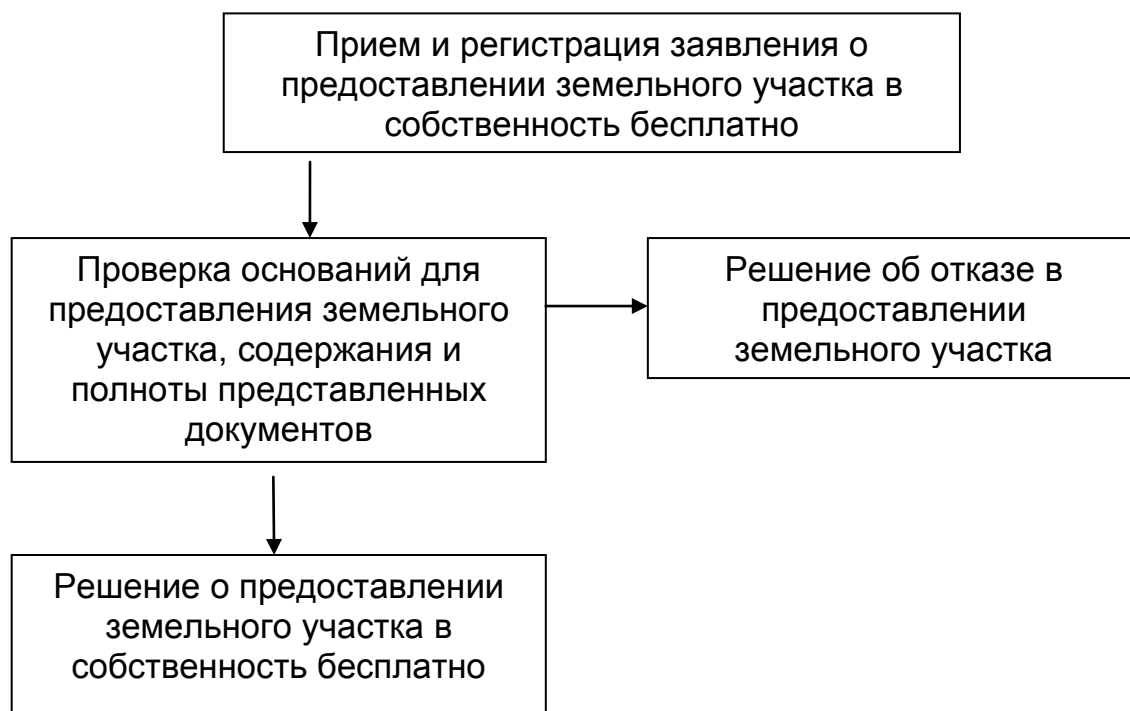 Прием и регистрация заявления о
предоставлении земельного участка в
собственность бесплатно
Проверка оснований для
предоставления земельного
участка, содержания и
полноты представленных
документов
Решение об отказе в
предоставлении
земельного участка
Решение о предоставлении
земельного участка в
собственность бесплатно